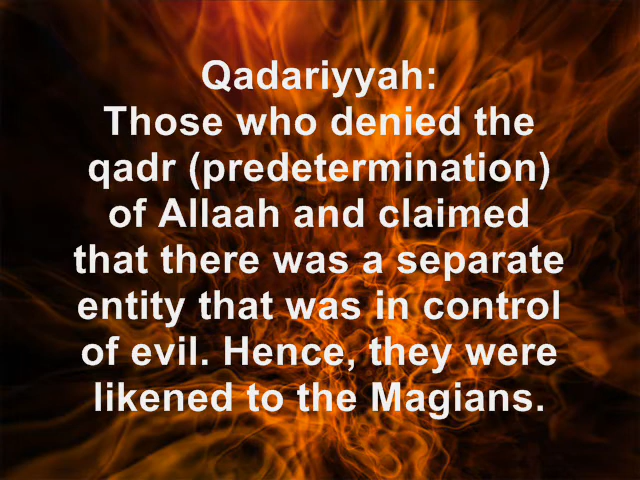 Qadariyyah:
Those who denied the
qadr (predetermination)
of Allaah and claimed
that there was a separate
entity that was in control
of evil. Hence, they were
likened to the Magians.